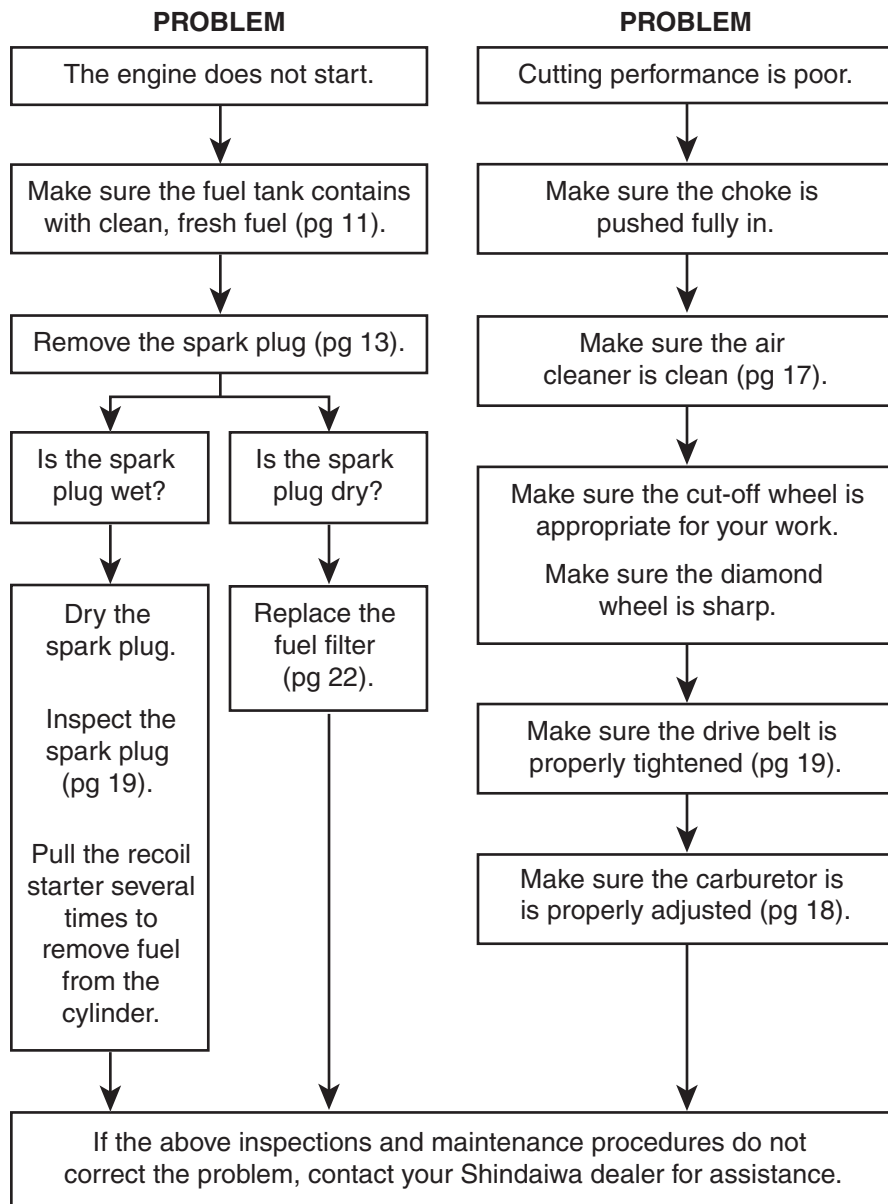 PROBLEM
The engine does not start.
Make sure the fuel tank contains
with clean, fresh fuel (pg 11).
Remove the spark plug (pg 13).
Is the spark
plug wet?
Dry the
spark plug.
Inspect the
spark plug
(pg 19).
Pull the recoil
starter several
times to
remove fuel
from the
cylinder.
Is the spark
plug dry?
Replace the
fuel filter
(pg 22).
PROBLEM
Cutting performance is poor.
Make sure the choke is
pushed fully in.
Make sure the air
cleaner is clean (pg 17).
Make sure the cut-off wheel is
appropriate for your work.
Make sure the diamond
wheel is sharp.
Make sure the drive belt is
properly tightened (pg 19).
Make sure the carburetor is
is properly adjusted (pg 18).
If the above inspections and maintenance procedures do not
correct the problem, contact your Shindaiwa dealer for assistance.